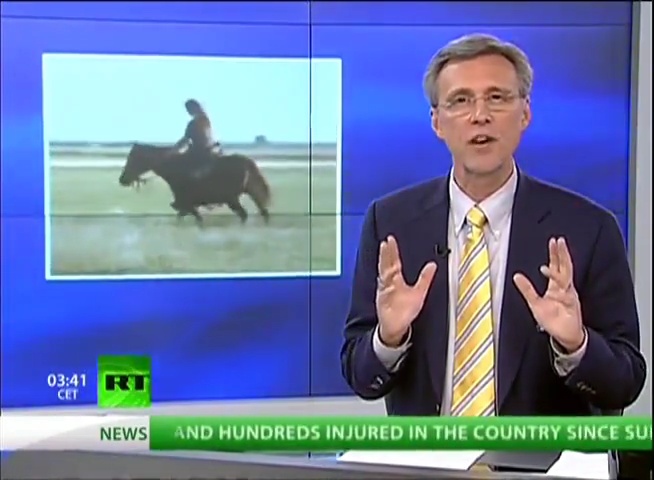 03:41
CET
RT
NEWS
AND HUNDREDS INJURED IN THE COUNTRY SINCE